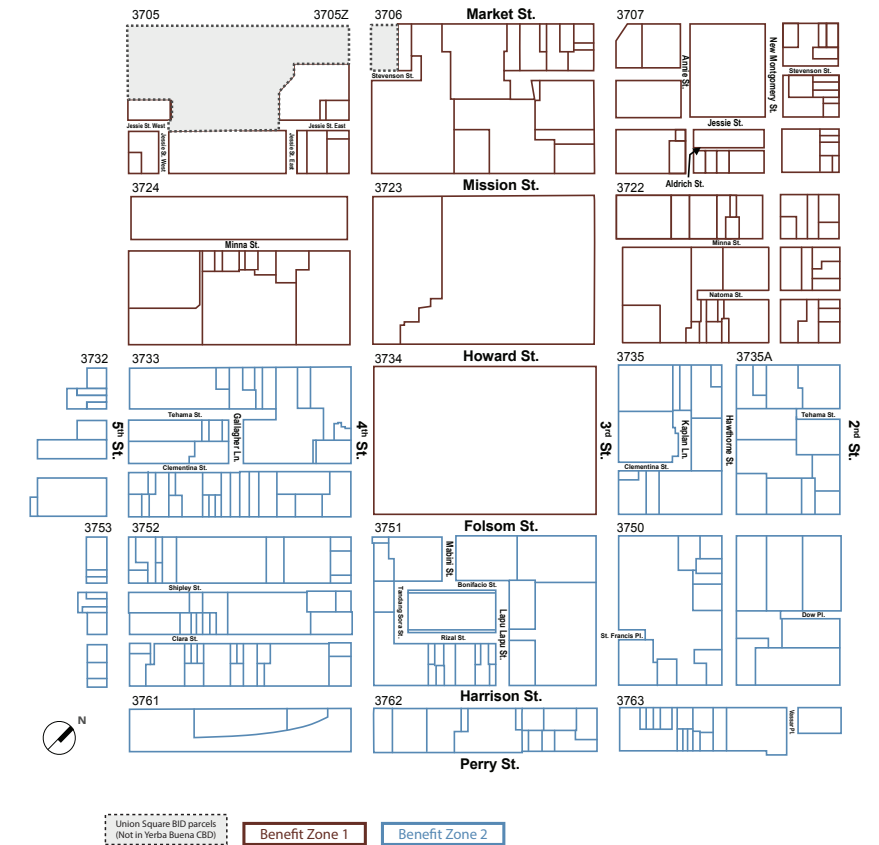 3705
3705Z
3706
Market St.
3707
Annie St.
New Montgomery St.
Stevenson St.
Stevenson St.
Jessie St. West
Jessie St. East
Jessie St. West
Jessie St. East
Jessie St.
Aldrich St.
3724
3723
Mission St.
3722
Minna St.
Minna St.
Natoma St.
3732
3733
3734
Howard St.
3735
3735A
5th St.
Tehama St.
Gallagher Ln.
4th St.
3rd St.
Kaplan Ln.
Hawthorne St.
Tehama St.
2nd St.
Clementina St.
Clementina St.
3753
3752
3751
Folsom St.
3750
Mabini St.
Shipley St.
Bonifacio St.
Tandang Sora St.
Lapu Lapu St.
Dow Pl.
Clara St.
Rizal St.
St. Francis Pl.
3761
3762
Harrison St.
3763
N
Vassar Pl.
Perry St.
Union Square BID parcels
(Not in Yerba Buena CBD)
Benefit Zone 1
Benefit Zone 2